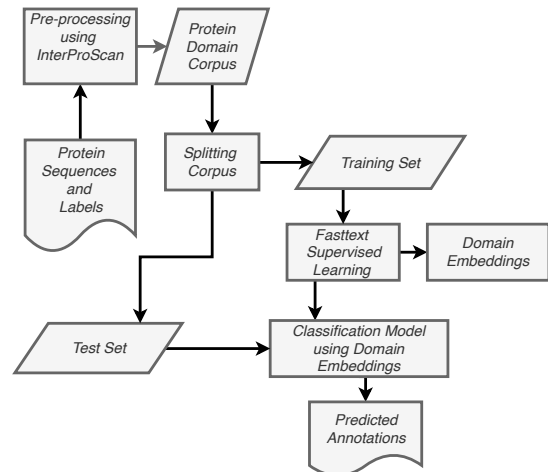 Pre-processing
using
InterProScan
Protein
Domain
Corpus
Protein
Sequences
and
Labels
Splitting
Corpus
Training Set
Fasttext
Supervised
Learning
Domain
Embeddings
Test Set
Classification Model
using Domain
Embeddings
Predicted
Annotations